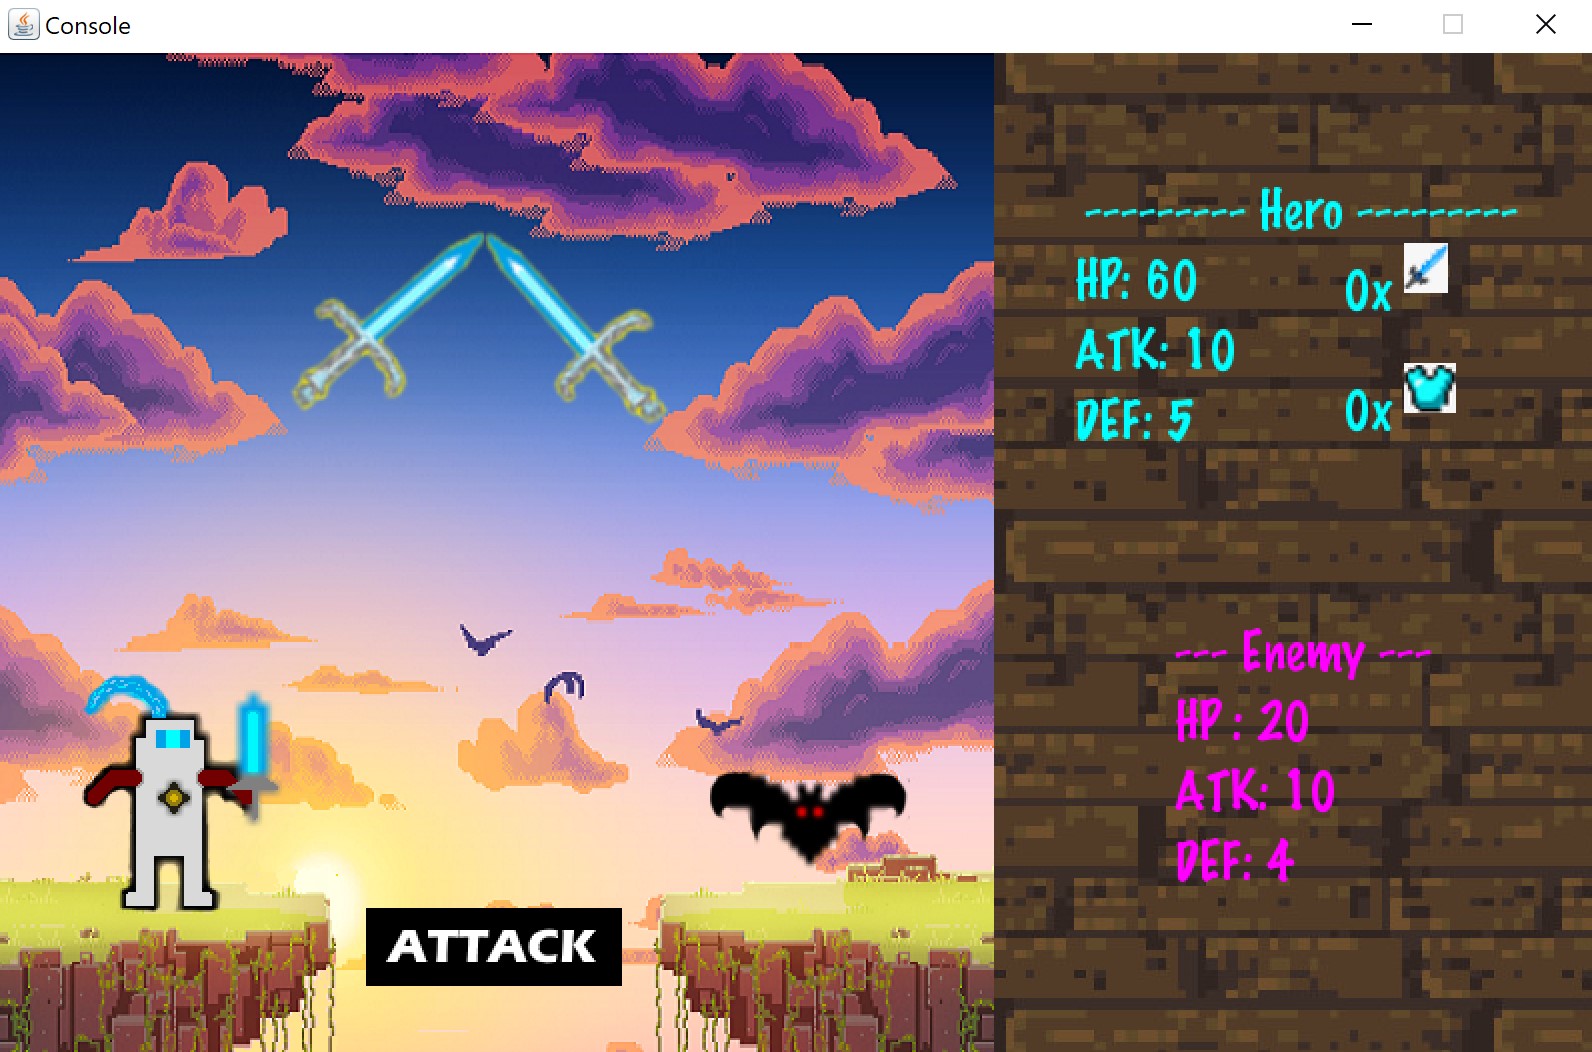 Console
--------- Hero ---------
HP: 60
0x
ATK: 10
DEF: 5
0x
--- Enemy ---
HP : 20
ATK: 10
DEF: 4
ATTACK